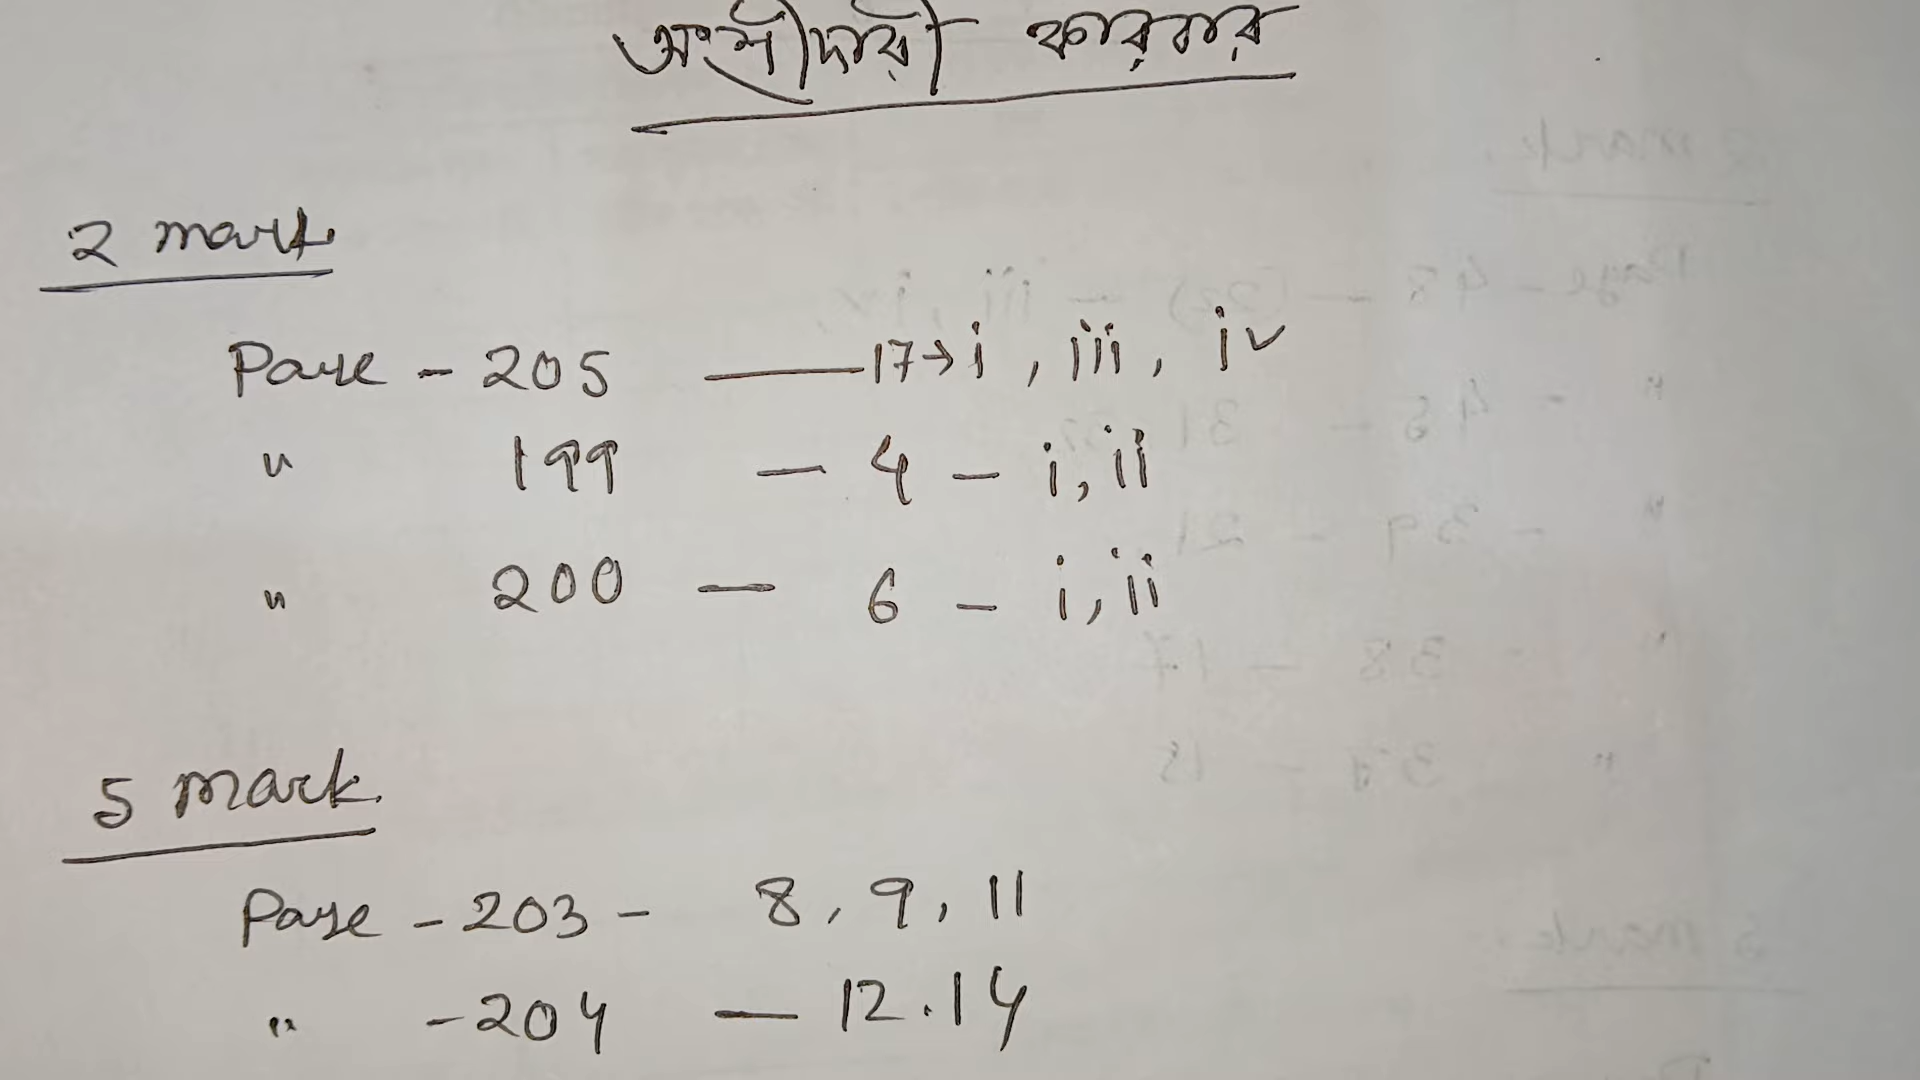 অংশীদারী কারবার
2 mark
Page - 205 — 17→i, iii, iv
" 199 — 4 — i, ii
" 200 — 6 — i, ii
5 mark.
Page - 203 - 8, 9, 11
" - 204 — 12.14